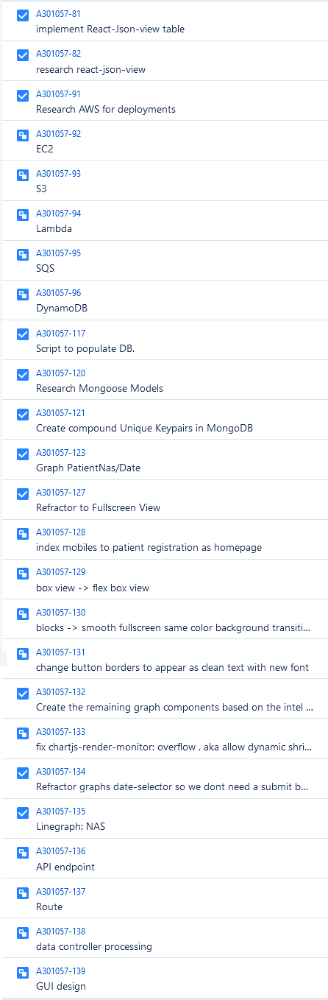 A301057-81
implement React-Json-view table
A301057-82
research react-json-view
A301057-91
Research AWS for deployments
A301057-92
EC2
A301057-93
S3
A301057-94
Lambda
A301057-95
SQS
A301057-96
DynamoDB
A301057-117
Script to populate DB.
A301057-120
Research Mongoose Models
A301057-121
Create compound Unique Keypairs in MongoDB
A301057-123
Graph PatientNas/Date
A301057-127
Refractor to Fullscreen View
A301057-128
index mobiles to patient registration as homepage
A301057-129
box view -> flex box view
A301057-130
blocks -> smooth fullscreen same color background transiti...
A301057-131
change button borders to appear as clean text with new font
A301057-132
Create the remaining graph components based on the intel ...
A301057-133
fix chartjs-render-monitor: overflow . aka allow dynamic shri...
A301057-134
Refractor graphs date-selector so we dont need a submit b...
A301057-135
Linegraph: NAS
A301057-136
API endpoint
A301057-137
Route
A301057-138
data controller processing
A301057-139
GUI design